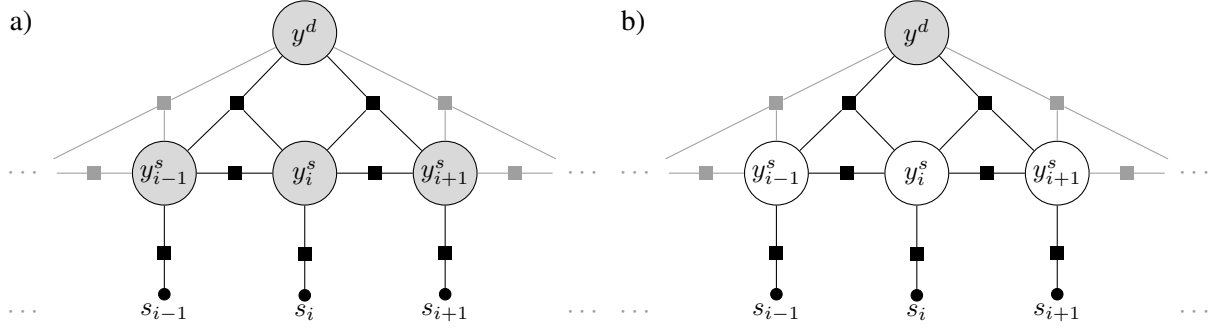 a) y^d b) y^d
... y^s_{i-1} y^s_i y^s_{i+1} ... y^s_{i-1} y^s_i y^s_{i+1} ...
... s_{i-1} s_i s_{i+1} ... s_{i-1} s_i s_{i+1} ...